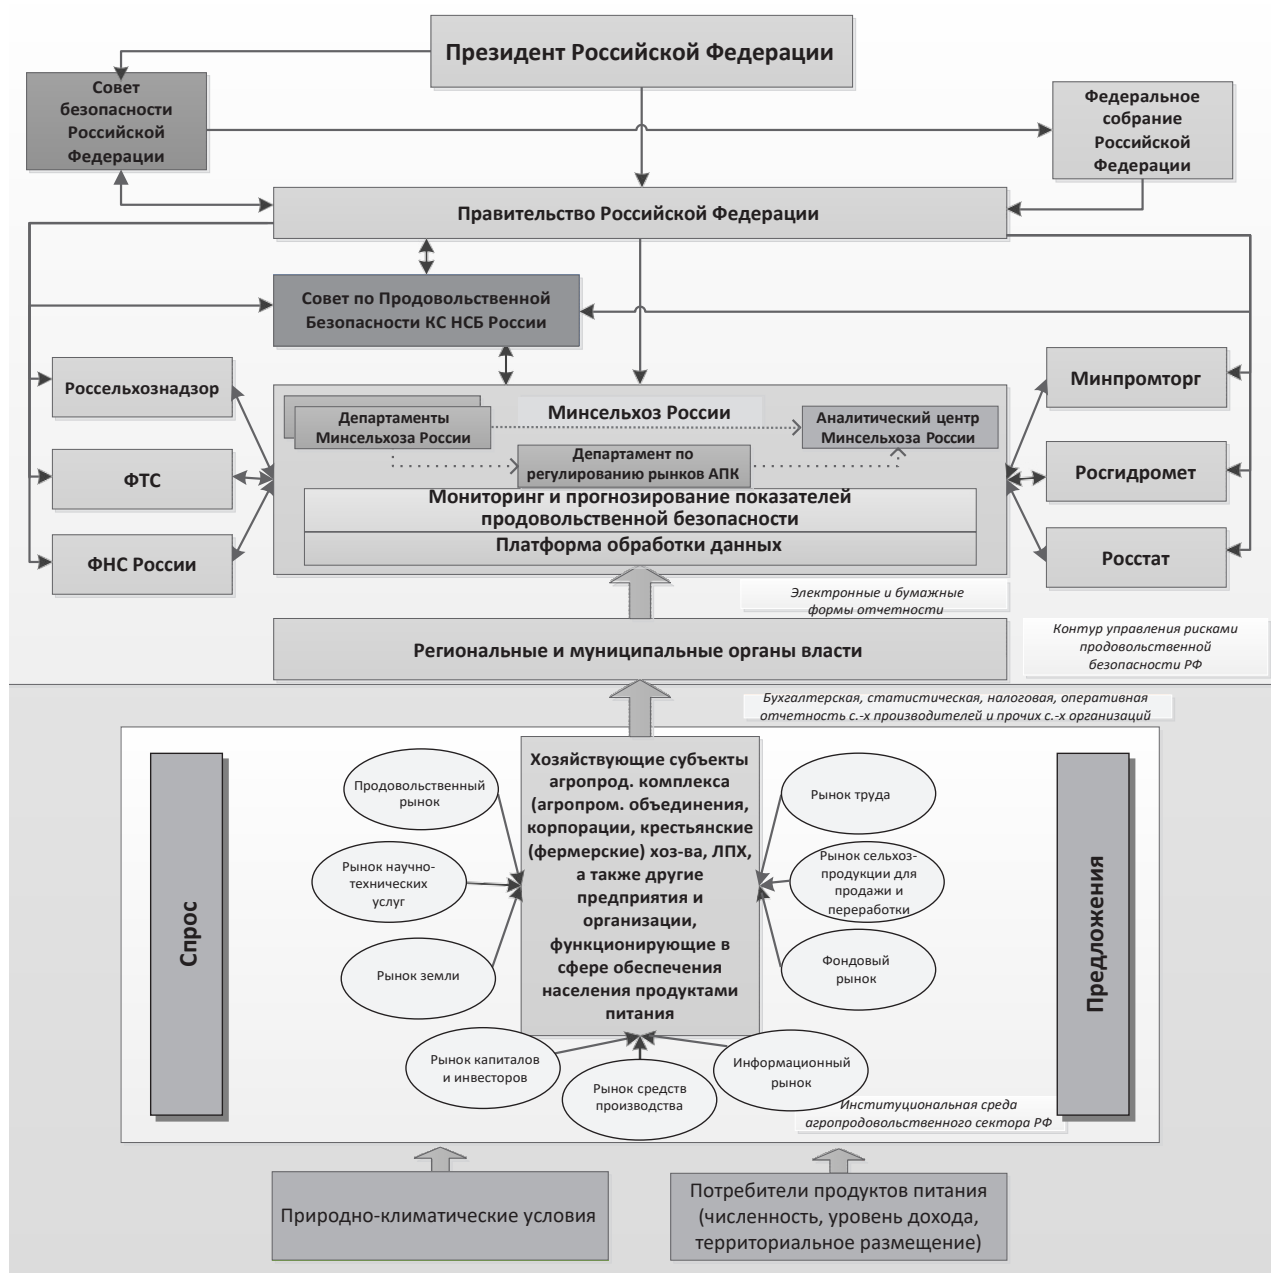 Президент Российской Федерации
Совет
безопасности
Российской
Федерации
Федеральное
собрание
Российской
Федерации
Правительство Российской Федерации
Совет по Продовольственной
Безопасности КС НСБ России
Россельхознадзор
ФТС
ФНС России
Минпромторг
Росгидромет
Росстат
Минсельхоз России
Департаменты
Минсельхоза России
Аналитический центр
Минсельхоза России
Департамент по
регулированию рынков АПК
Мониторинг и прогнозирование показателей
продовольственной безопасности
Платформа обработки данных
Электронные и бумажные
формы отчетности
Региональные и муниципальные органы власти
Контур управления рисками
продовольственной
безопасности РФ
Бухгалтерская, статистическая, налоговая, оперативная
отчетность с.-х производителей и прочих с.-х организаций
Спрос
Продовольственный
рынок
Рынок научно-
технических
услуг
Рынок земли
Хозяйствующие субъекты
агропрод. комплекса
(агропром. объединения,
корпорации, крестьянские
(фермерские) хоз-ва, ЛПХ,
а также другие
предприятия и
организации,
функционирующие в
сфере обеспечения
населения продуктами
питания
Рынок труда
Рынок сельхоз-
продукции для
продажи и
переработки
Фондовый
рынок
Предложения
Рынок капиталов
и инвесторов
Рынок средств
производства
Информационный
рынок
Институциональная среда
агропродовольственного сектора РФ
Природно-климатические условия
Потребители продуктов питания
(численность, уровень дохода,
территориальное размещение)